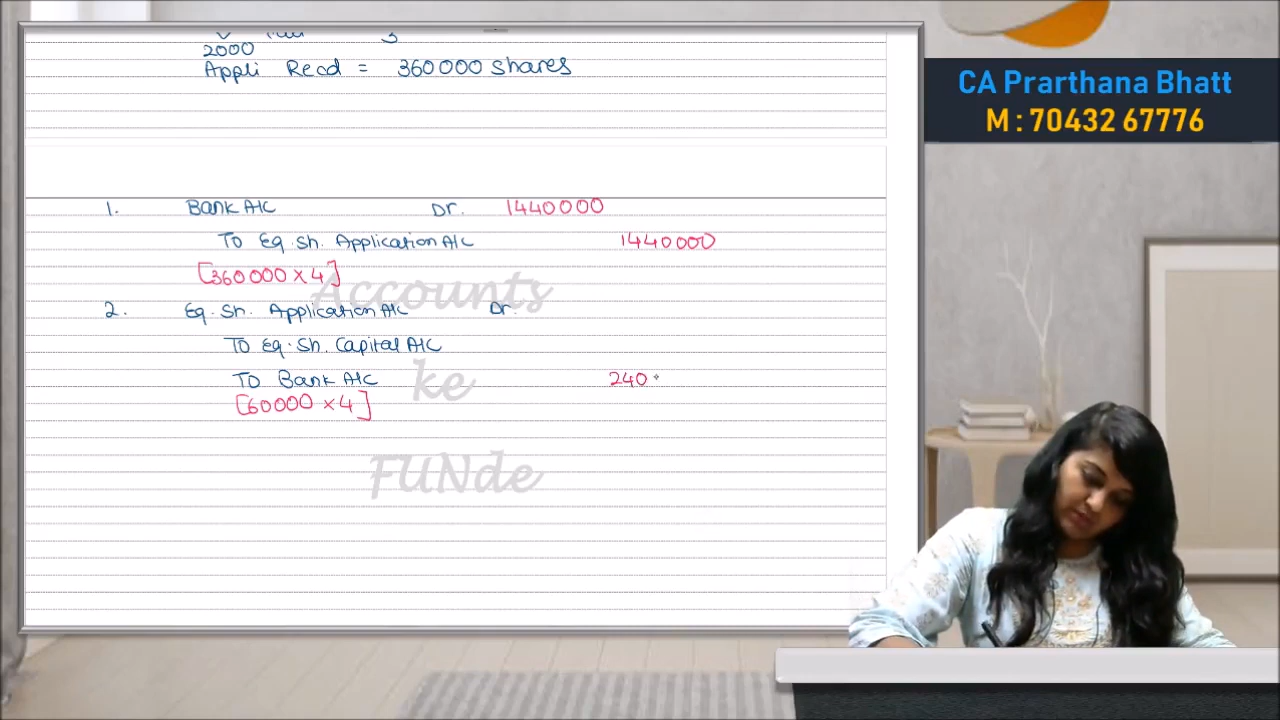 2000
Appli Recd = 360000 shares
1. Bank A/c Dr. 1440000
To Eq. Sh. Application A/c 1440000
[360000 × 4]
2. Eq. Sh. Application A/c Dr.
To Eq. Sh. Capital A/c
To Bank A/c 240
[60000 × 4]
Accounts
ke
FUNde
CA Prarthana Bhatt
M : 70432 67776